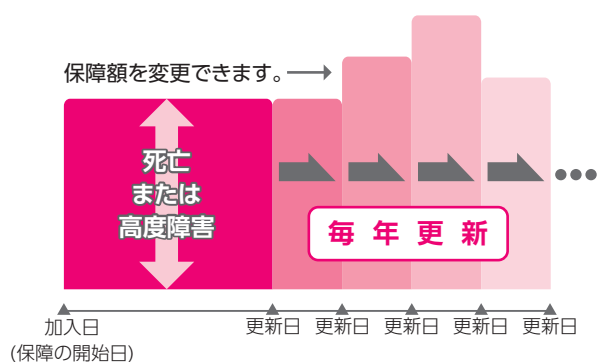 保障額を変更できます。
死亡
または
高度障害
毎年更新
加入日
(保障の開始日)
更新日 更新日 更新日 更新日 更新日